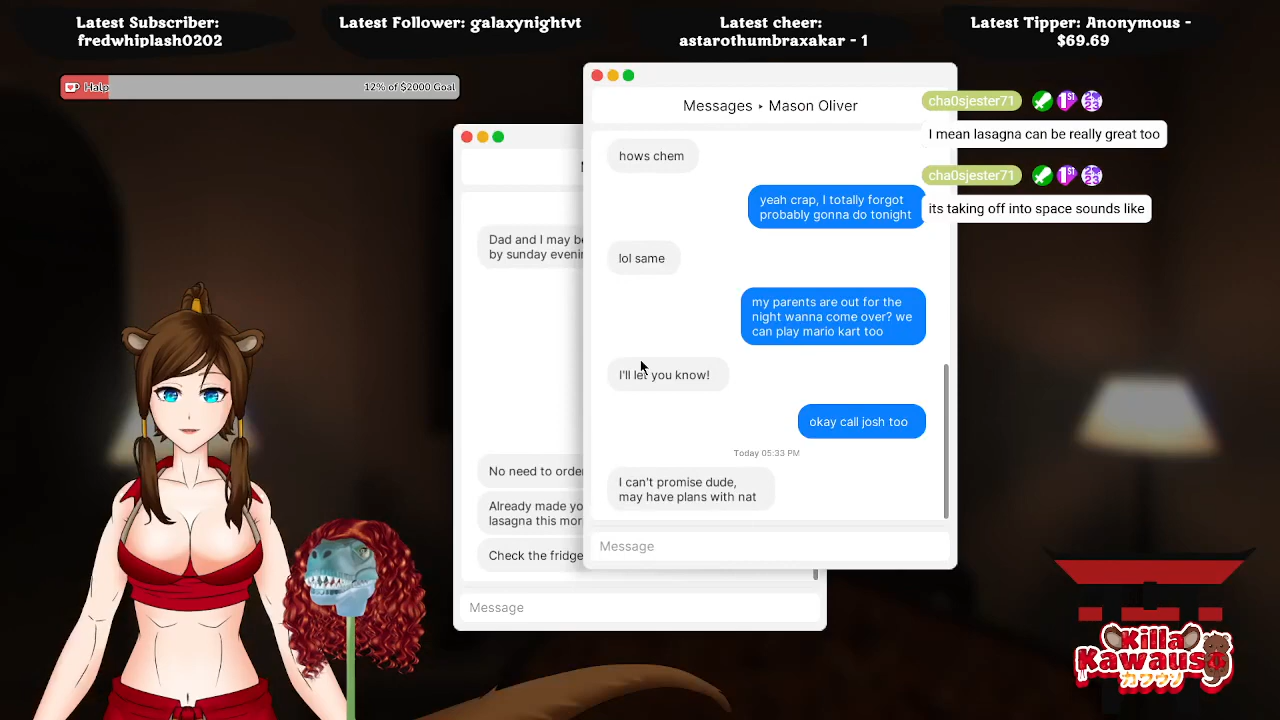 Latest Subscriber:
fredwhiplash0202
Latest Follower: galaxynightvt
Latest cheer:
astarothumbraxakar - 1
Latest Tipper: Anonymous -
$69.69
Halo
12% of $2000 Goal
Messages ‣ Mason Oliver
hows chem
yeah crap, I totally forgot
probably gonna do tonight
lol same
my parents are out for the
night wanna come over? we
can play mario kart too
I'll let you know!
okay call josh too
Today 05:33 PM
I can't promise dude,
may have plans with nat
Message
Dad and I may be
by sunday
No need to
Already made
lasagna this
Check the fridge
Message
cha0sjester71
1ST
I mean lasagna can be really great too
cha0sjester71
1ST
its taking off into space sounds like
Killa
Kawauso
カワウソ